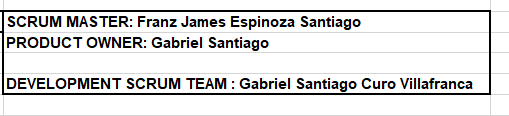 SCRUM MASTER: Franz James Espinoza Santiago
PRODUCT OWNER: Gabriel Santiago
DEVELOPMENT SCRUM TEAM : Gabriel Santiago Curo Villafranca